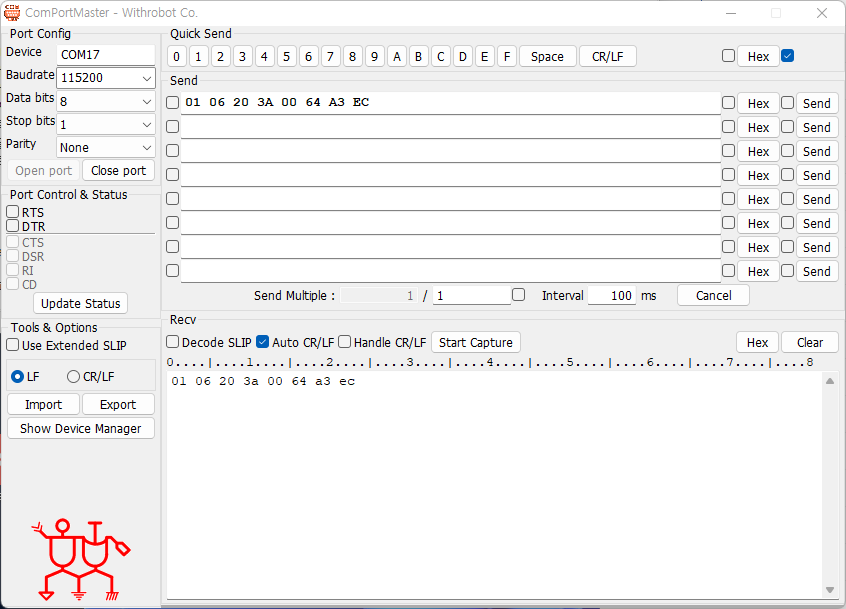 ComPortMaster - Withrobot Co.
Port Config
Device COM17
Baudrate 115200
Data bits 8
Stop bits 1
Parity None
Open port Close port
Port Control & Status
RTS
DTR
CTS
DSR
RI
CD
Update Status
Tools & Options
Use Extended SLIP
LF CR/LF
Import Export
Show Device Manager
Quick Send
0 1 2 3 4 5 6 7 8 9 A B C D E F Space CR/LF Hex
Send
01 06 20 3A 00 64 A3 EC Hex Send
Hex Send
Hex Send
Hex Send
Hex Send
Hex Send
Hex Send
Hex Send
Send Multiple : 1 / 1 Interval 100 ms Cancel
Recv
Decode SLIP Auto CR/LF Handle CR/LF Start Capture Hex Clear
0....|....1....|....2....|....3....|....4....|....5....|....6....|....7....|....8
01 06 20 3a 00 64 a3 ec